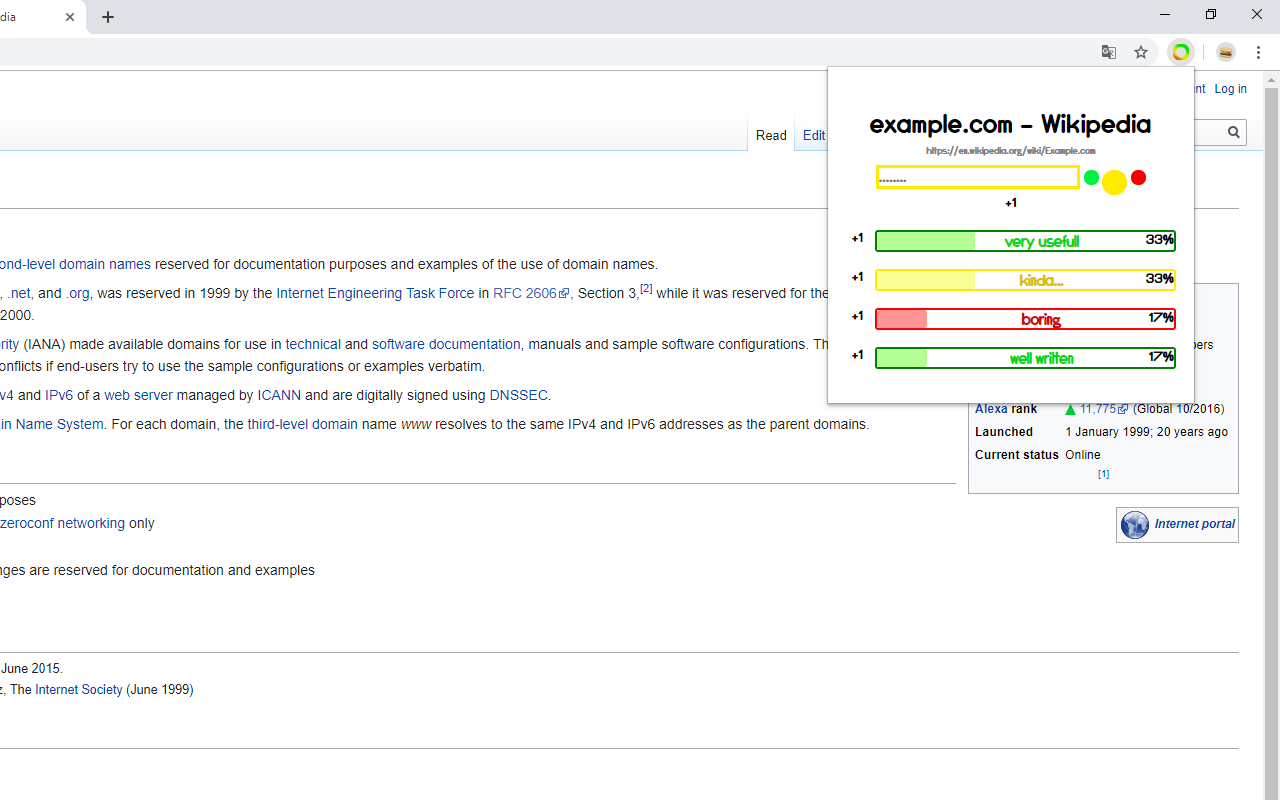 dia
nt Log in
Read Edit
example.com - Wikipedia
https://en.wikipedia.org/wiki/Example.com
--------
+1
+1 very usefull 33%
+1 kinda... 33%
+1 boring 17%
+1 well written 17%
ond-level domain names reserved for documentation purposes and examples of the use of domain names.
, .net, and .org, was reserved in 1999 by the Internet Engineering Task Force in RFC 2606, Section 3,[2] while it was reserved for the
2000.
rity (IANA) made available domains for use in technical and software documentation, manuals and sample software configurations. Th
onflicts if end-users try to use the sample configurations or examples verbatim.
v4 and IPv6 of a web server managed by ICANN and are digitally signed using DNSSEC.
in Name System. For each domain, the third-level domain name www resolves to the same IPv4 and IPv6 addresses as the parent domains.
bers
Alexa rank 11,775 (Global 10/2016)
Launched 1 January 1999; 20 years ago
Current status Online
[1]
Internet portal
poses
zeroconf networking only
nges are reserved for documentation and examples
June 2015.
z, The Internet Society (June 1999)